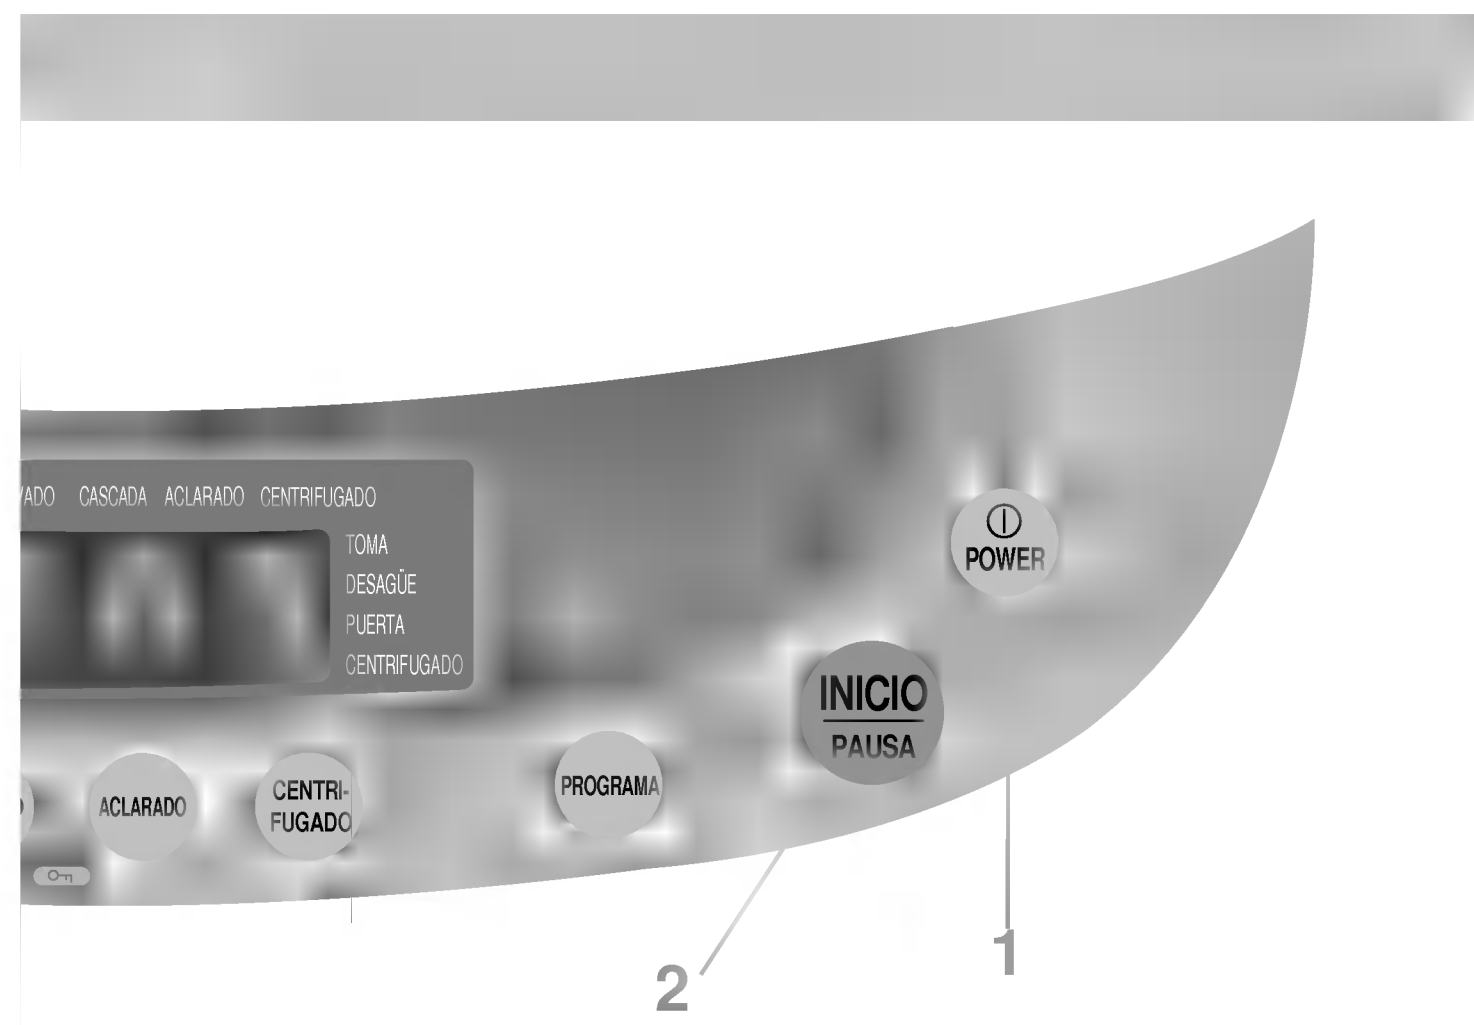 CASCADA ACLARADO CENTRIFUGADO
TOMA
DESAGÜE
PUERTA
CENTRIFUGADO
POWER
INICIO
PAUSA
PROGRAMA
CENTRI-
FUGADO
ACLARADO
1
2